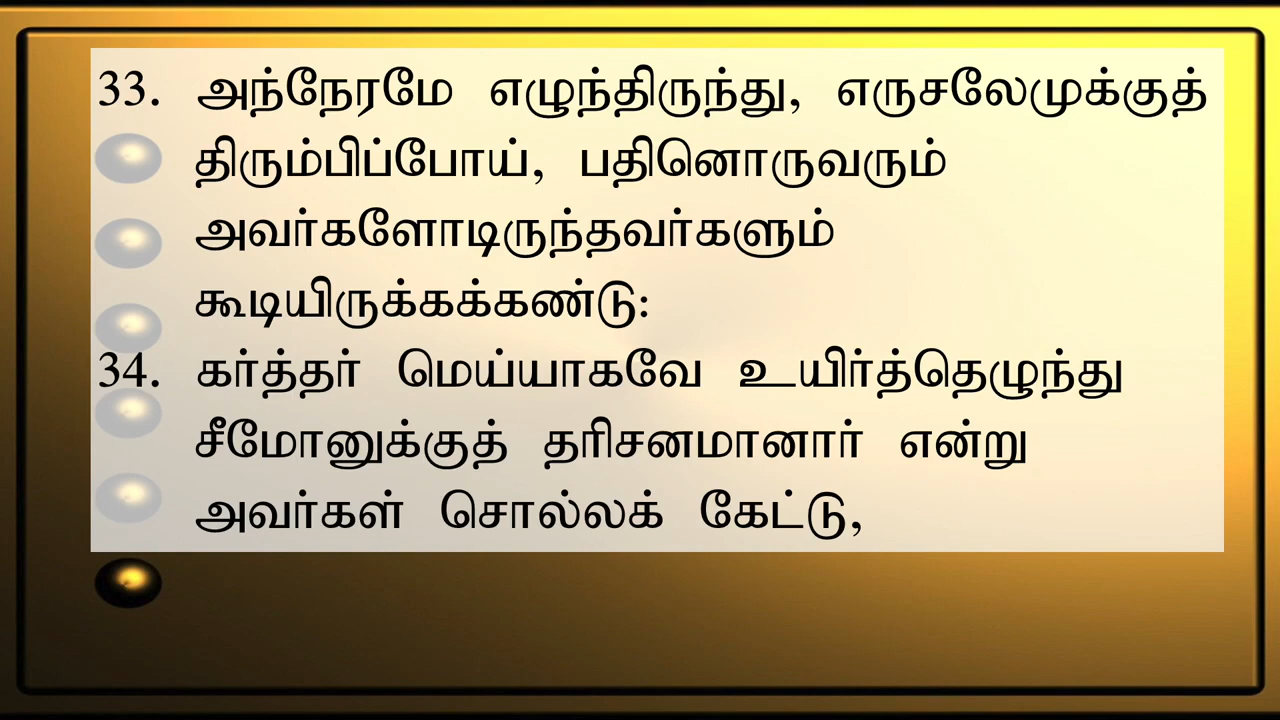 33. அந்நேரமே எழுந்திருந்து, எருசலேமுக்குத்
திரும்பிப்போய், பதினொருவரும்
அவர்களோடிருந்தவர்களும்
கூடியிருக்கக்கண்டு:
34. கர்த்தர் மெய்யாகவே உயிர்த்தெழுந்து
சீமோனுக்குத் தரிசனமானார் என்று
அவர்கள் சொல்லக் கேட்டு,